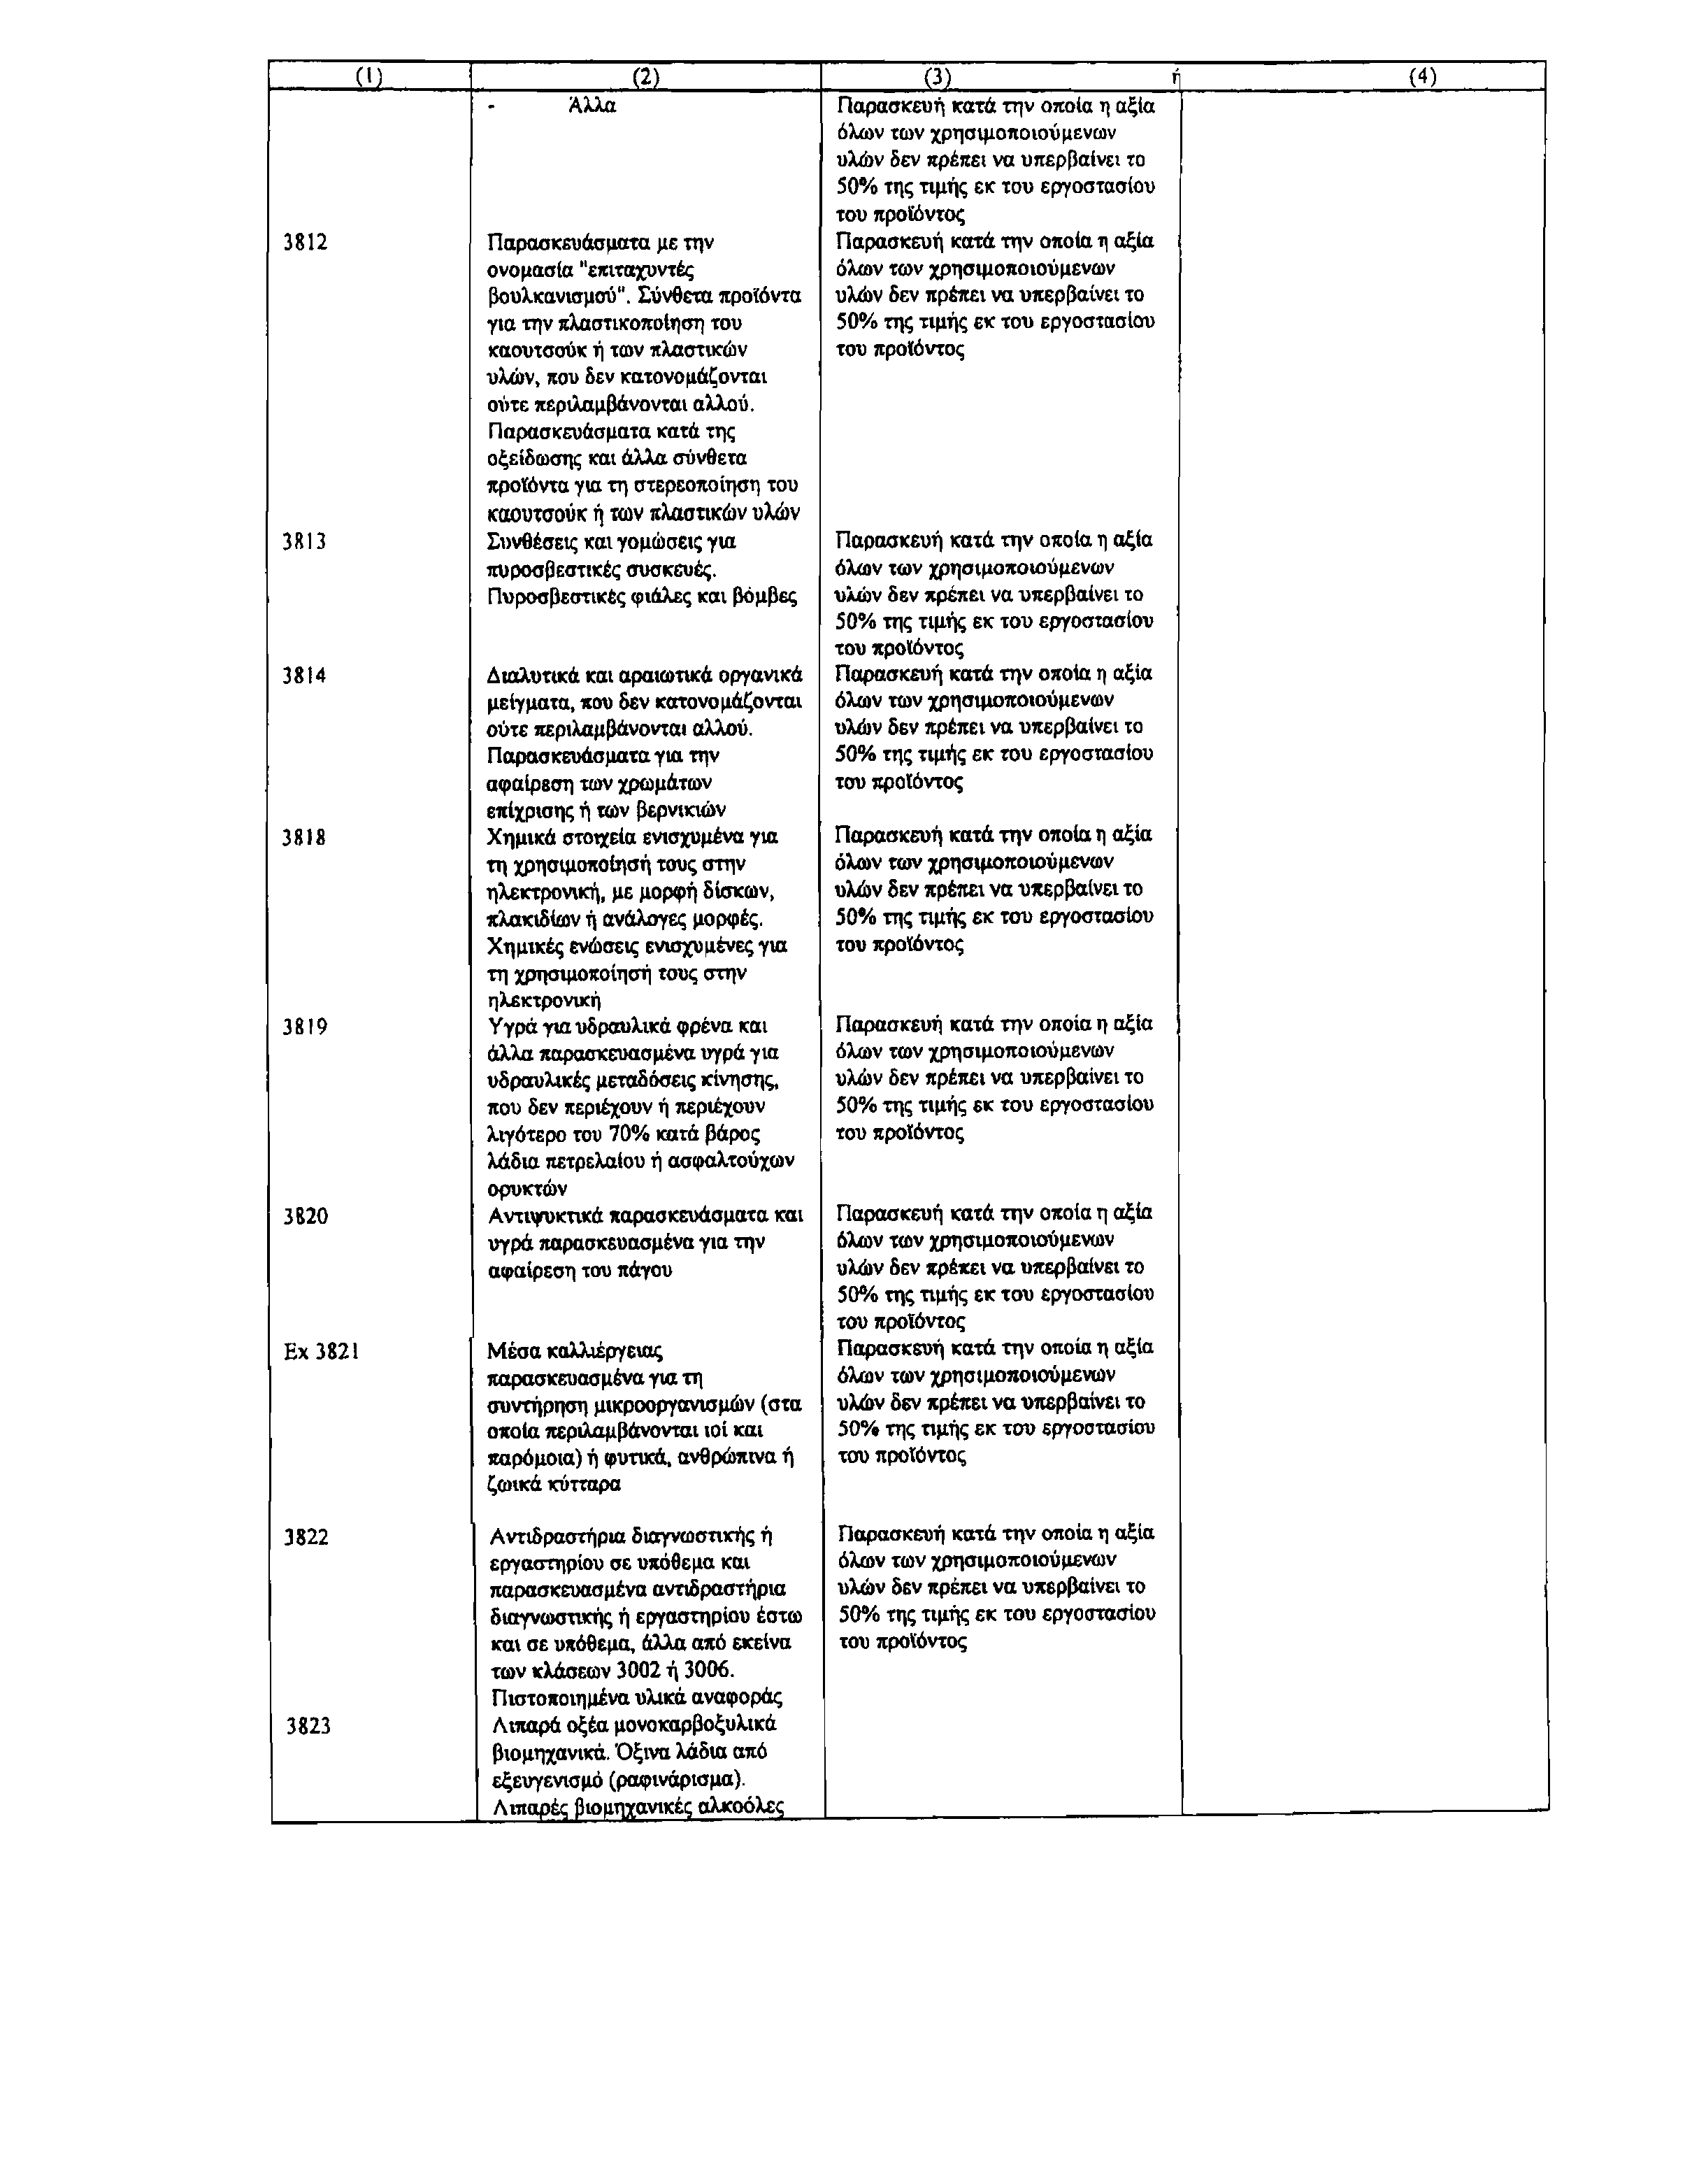 (1) (2) (3) ή (4)
- Άλλα
Παρασκευή κατά την οποία η αξία
όλων των χρησιμοποιούμενων
υλών δεν πρέπει να υπερβαίνει το
50% της τιμής εκ του εργοστασίου
του προϊόντος
3812
Παρασκευάσματα με την
ονομασία "επιταχυντές
βουλκανισμού". Σύνθετα προϊόντα
για την πλαστικοποίηση του
καουτσούκ ή των πλαστικών
υλών, που δεν κατονομάζονται
ούτε περιλαμβάνονται αλλού.
Παρασκευάσματα κατά της
οξείδωσης και άλλα σύνθετα
προϊόντα για τη στερεοποίηση του
καουτσούκ ή των πλαστικών υλών
Παρασκευή κατά την οποία η αξία
όλων των χρησιμοποιούμενων
υλών δεν πρέπει να υπερβαίνει το
50% της τιμής εκ του εργοστασίου
του προϊόντος
3813
Συνθέσεις και γομώσεις για
πυροσβεστικές συσκευές.
Πυροσβεστικές φιάλες και βόμβες
Παρασκευή κατά την οποία η αξία
όλων των χρησιμοποιούμενων
υλών δεν πρέπει να υπερβαίνει το
50% της τιμής εκ του εργοστασίου
του προϊόντος
3814
Διαλυτικά και αραιωτικά οργανικά
μείγματα, που δεν κατονομάζονται
ούτε περιλαμβάνονται αλλού.
Παρασκευάσματα για την
αφαίρεση των χρωμάτων
επίχρισης ή των βερνικιών
Παρασκευή κατά την οποία η αξία
όλων των χρησιμοποιούμενων
υλών δεν πρέπει να υπερβαίνει το
50% της τιμής εκ του εργοστασίου
του προϊόντος
3818
Χημικά στοιχεία ενισχυμένα για
τη χρησιμοποίησή τους στην
ηλεκτρονική, με μορφή δίσκων,
πλακιδίων ή ανάλογες μορφές.
Χημικές ενώσεις ενισχυμένες για
τη χρησιμοποίησή τους στην
ηλεκτρονική
Παρασκευή κατά την οποία η αξία
όλων των χρησιμοποιούμενων
υλών δεν πρέπει να υπερβαίνει το
50% της τιμής εκ του εργοστασίου
του προϊόντος
3819
Υγρά για υδραυλικά φρένα και
άλλα παρασκευασμένα υγρά για
υδραυλικές μεταδόσεις κίνησης,
που δεν περιέχουν ή περιέχουν
λιγότερο του 70% κατά βάρος
λάδια πετρελαίου ή ασφαλτούχων
ορυκτών
Παρασκευή κατά την οποία η αξία
όλων των χρησιμοποιούμενων
υλών δεν πρέπει να υπερβαίνει το
50% της τιμής εκ του εργοστασίου
του προϊόντος
3820
Αντιψυκτικά παρασκευάσματα και
υγρά παρασκευασμένα για την
αφαίρεση του πάγου
Παρασκευή κατά την οποία η αξία
όλων των χρησιμοποιούμενων
υλών δεν πρέπει να υπερβαίνει το
50% της τιμής εκ του εργοστασίου
του προϊόντος
Ex 3821
Μέσα καλλιέργειας
παρασκευασμένα για τη
συντήρηση μικροοργανισμών (στα
οποία περιλαμβάνονται ιοί και
παρόμοια) ή φυτικά, ανθρώπινα ή
ζωικά κύτταρα
Παρασκευή κατά την οποία η αξία
όλων των χρησιμοποιούμενων
υλών δεν πρέπει να υπερβαίνει το
50% της τιμής εκ του εργοστασίου
του προϊόντος
3822
Αντιδραστήρια διαγνωστικής ή
εργαστηρίου σε υπόθεμα και
παρασκευασμένα αντιδραστήρια
διαγνωστικής ή εργαστηρίου έστω
και σε υπόθεμα, άλλα από εκείνα
των κλάσεων 3002 ή 3006.
Πιστοποιημένα υλικά αναφοράς
Παρασκευή κατά την οποία η αξία
όλων των χρησιμοποιούμενων
υλών δεν πρέπει να υπερβαίνει το
50% της τιμής εκ του εργοστασίου
του προϊόντος
3823
Λιπαρά οξέα μονοκαρβοξυλικά
βιομηχανικά. Όξινα λάδια από
εξευγενισμό (ραφινάρισμα).
Λιπαρές βιομηχανικές αλκοόλες